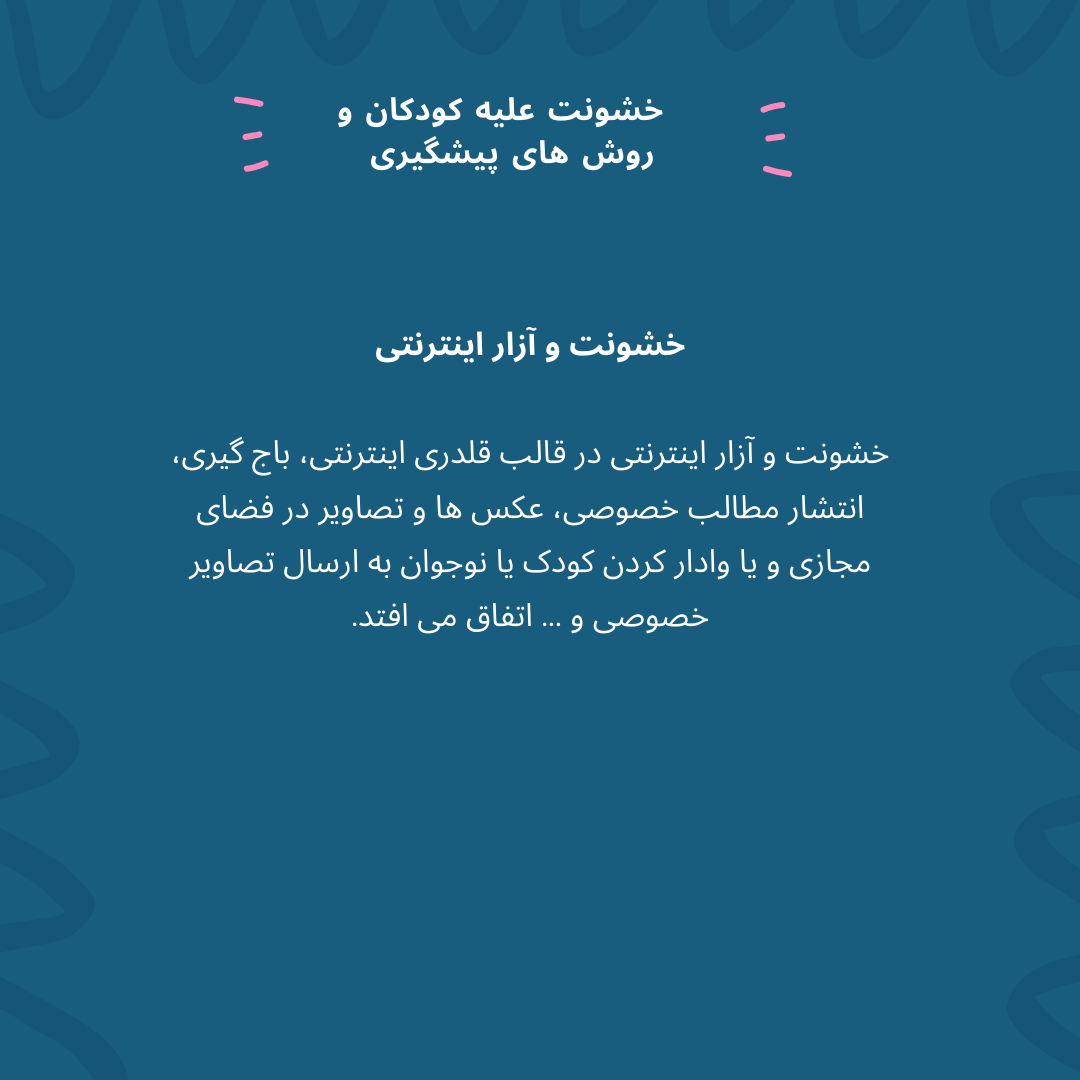 خشونت علیه کودکان و
روش های پیشگیری
خشونت و آزار اینترنتی
خشونت و آزار اینترنتی در قالب قلدری اینترنتی، باج گیری،
انتشار مطالب خصوصی، عکس ها و تصاویر در فضای
مجازی و یا وادار کردن کودک یا نوجوان به ارسال تصاویر
خصوصی و ... اتفاق می افتد.